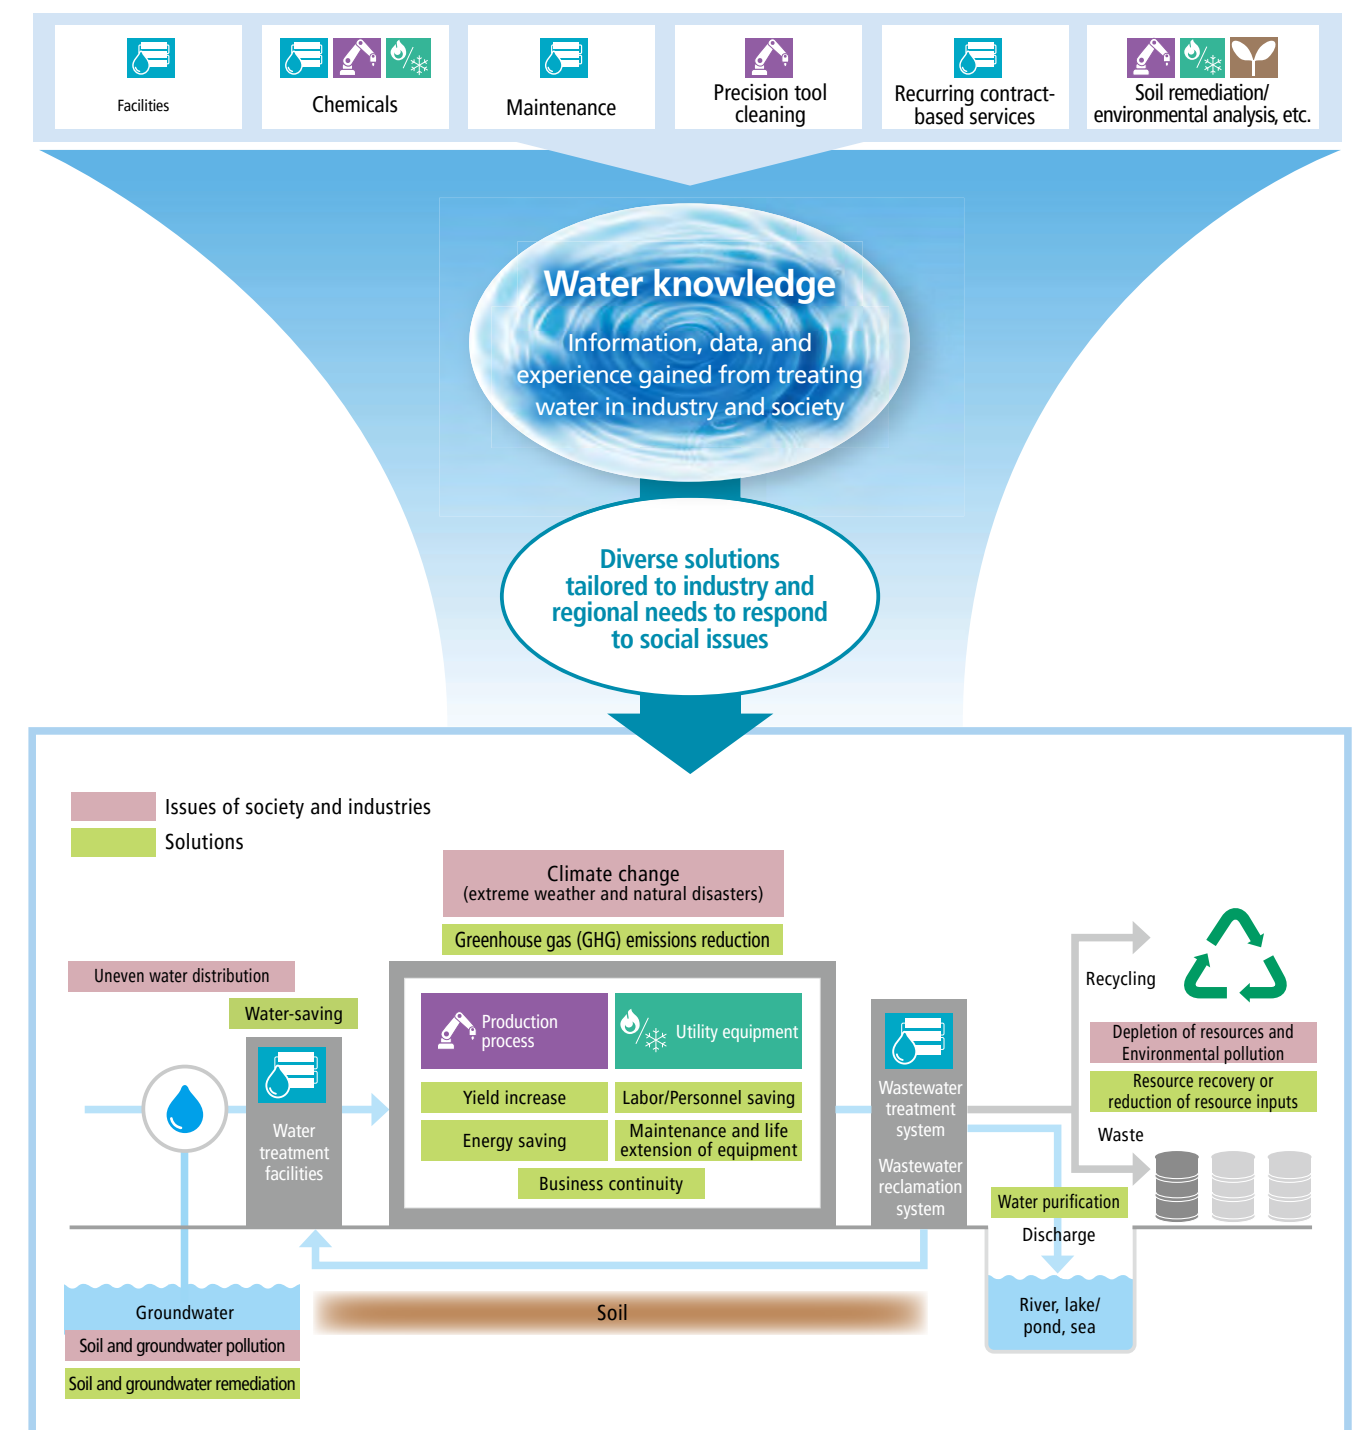 Facilities
Chemicals
Maintenance
Precision tool
cleaning
Recurring contract-
based services
Soil remediation/
environmental analysis, etc.
Water knowledge
Information, data, and
experience gained from treating
water in industry and society
Diverse solutions
tailored to industry and
regional needs to respond
to social issues
Issues of society and industries
Solutions
Climate change
(extreme weather and natural disasters)
Greenhouse gas (GHG) emissions reduction
Uneven water distribution
Water-saving
Water
treatment
facilities
Production
process
Utility equipment
Yield increase
Labor/Personnel saving
Energy saving
Maintenance and life
extension of equipment
Business continuity
Wastewater
treatment
system
Wastewater
reclamation
system
Recycling
Depletion of resources and
Environmental pollution
Resource recovery or
reduction of resource inputs
Waste
Water purification
Discharge
River, lake/
pond, sea
Groundwater
Soil and groundwater pollution
Soil and groundwater remediation
Soil